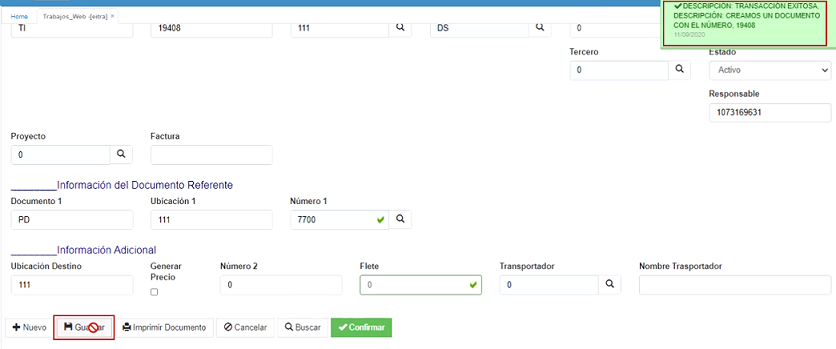 Home Trabajos_Web -[eitra] ×
✔DESCRIPCIÓN: TRANSACCIÓN EXITOSA,
DESCRIPCIÓN: CREAMOS UN DOCUMENTO
CON EL NÚMERO, 19408
11/09/2020
TI 19408 111 DS 0
Tercero Estado
0 Activo
Responsable
1073169631
Proyecto Factura
0
________Información del Documento Referente
Documento 1 Ubicación 1 Número 1
PD 111 7700
________Información Adicional
Ubicación Destino Generar Precio Número 2 Flete Transportador Nombre Trasportador
111 0 0 0
Nuevo Guardar Imprimir Documento Cancelar Buscar Confirmar